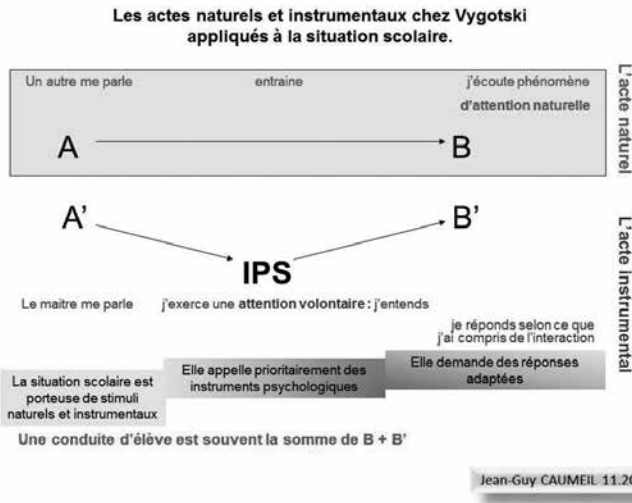 Les actes naturels et instrumentaux chez Vygotski
appliqués à la situation scolaire.
Un autre me parle
entraine
j'écoute phénomène
d'attention naturelle
A
B
L'acte naturel
A'
B'
IPS
L'acte instrumental
Le maitre me parle
j'exerce une attention volontaire : j'entends
je réponds selon ce que
j'ai compris de l'interaction
La situation scolaire est
porteuse de stimuli
naturels et instrumentaux
Elle appelle prioritairement des
instruments psychologiques
Elle demande des réponses
adaptées
Une conduite d'élève est souvent la somme de B + B'
Jean-Guy CAUMEIL